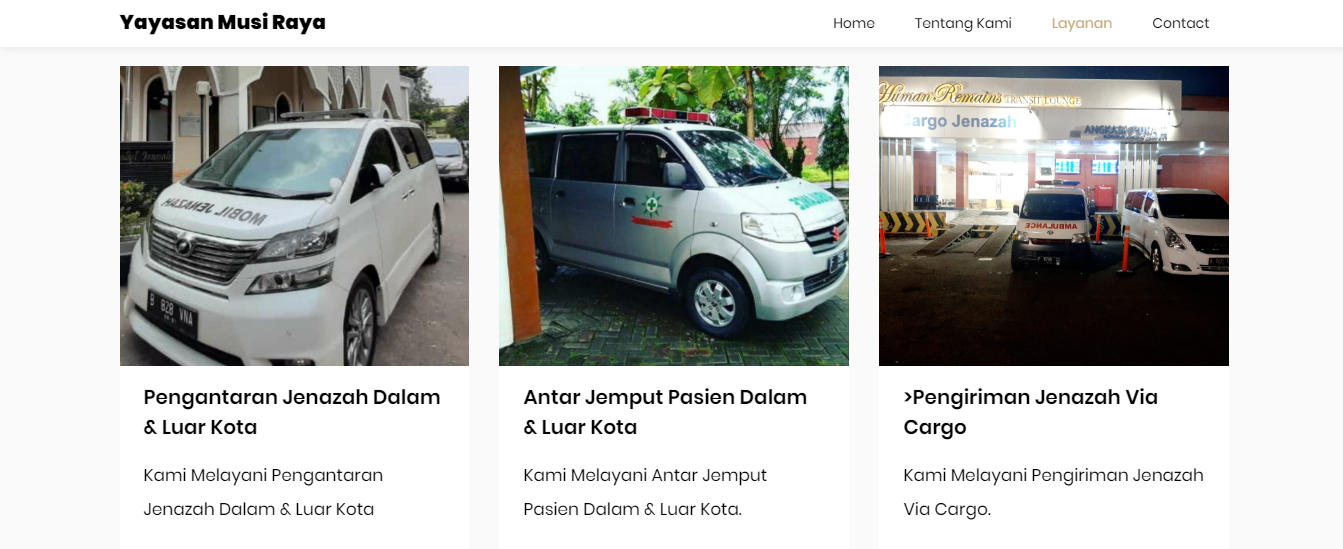 Yayasan Musi Raya
Home
Tentang Kami
Layanan
Contact
MOBIL JENAZAH
B 828 VNA
AMBULANCE
Human Remains TRANSIT LOUNGE
Cargo Jenazah
AMBULANCE
Pengantaran Jenazah Dalam
& Luar Kota
Kami Melayani Pengantaran
Jenazah Dalam & Luar Kota
Antar Jemput Pasien Dalam
& Luar Kota
Kami Melayani Antar Jemput
Pasien Dalam & Luar Kota.
>Pengiriman Jenazah Via
Cargo
Kami Melayani Pengiriman Jenazah
Via Cargo.